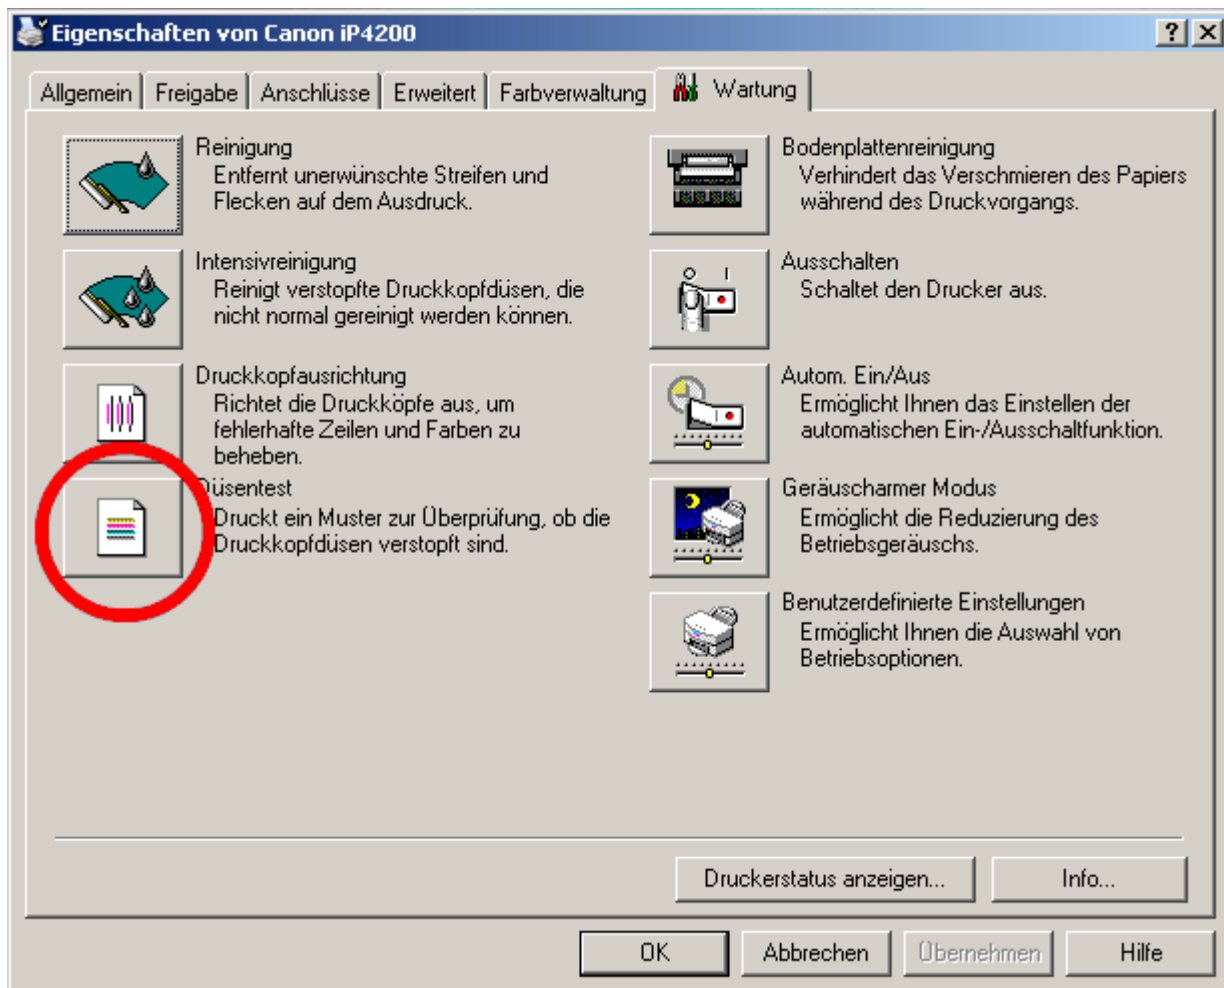 Eigenschaften von Canon iP4200
Allgemein Freigabe Anschlüsse Erweitert Farbverwaltung Wartung
Reinigung
Entfernt unerwünschte Streifen und
Flecken auf dem Ausdruck.
Intensivreinigung
Reinigt verstopfte Druckkopfdüsen, die
nicht normal gereinigt werden können.
Druckkopfausrichtung
Richtet die Druckköpfe aus, um
fehlerhafte Zeilen und Farben zu
beheben.
Düsentest
Druckt ein Muster zur Überprüfung, ob die
Druckkopfdüsen verstopft sind.
Bodenplattenreinigung
Verhindert das Verschmieren des Papiers
während des Druckvorgangs.
Ausschalten
Schaltet den Drucker aus.
Autom. Ein/Aus
Ermöglicht Ihnen das Einstellen der
automatischen Ein-/Ausschaltfunktion.
Geräuscharmer Modus
Ermöglicht die Reduzierung des
Betriebsgeräuschs.
Benutzerdefinierte Einstellungen
Ermöglicht Ihnen die Auswahl von
Betriebsoptionen.
Druckerstatus anzeigen... Info...
OK Abbrechen Übernehmen Hilfe